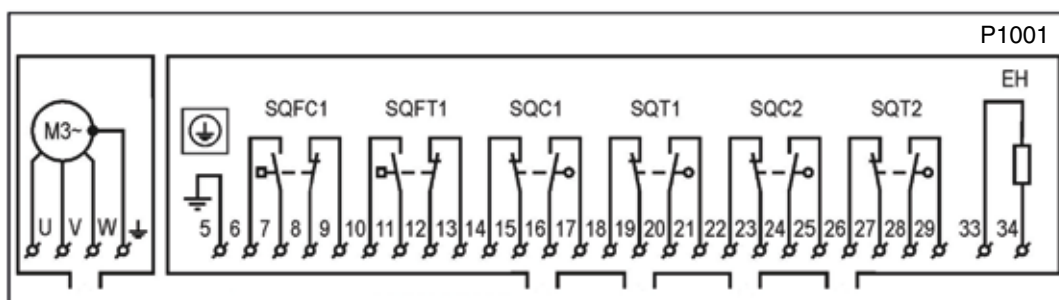 P1001
EH
SQFC1 SQFT1 SQC1 SQT1 SQC2 SQT2
M3~
U V W 5 6 7 8 9 10 11 12 13 14 15 16 17 18 19 20 21 22 23 24 25 26 27 28 29 33 34